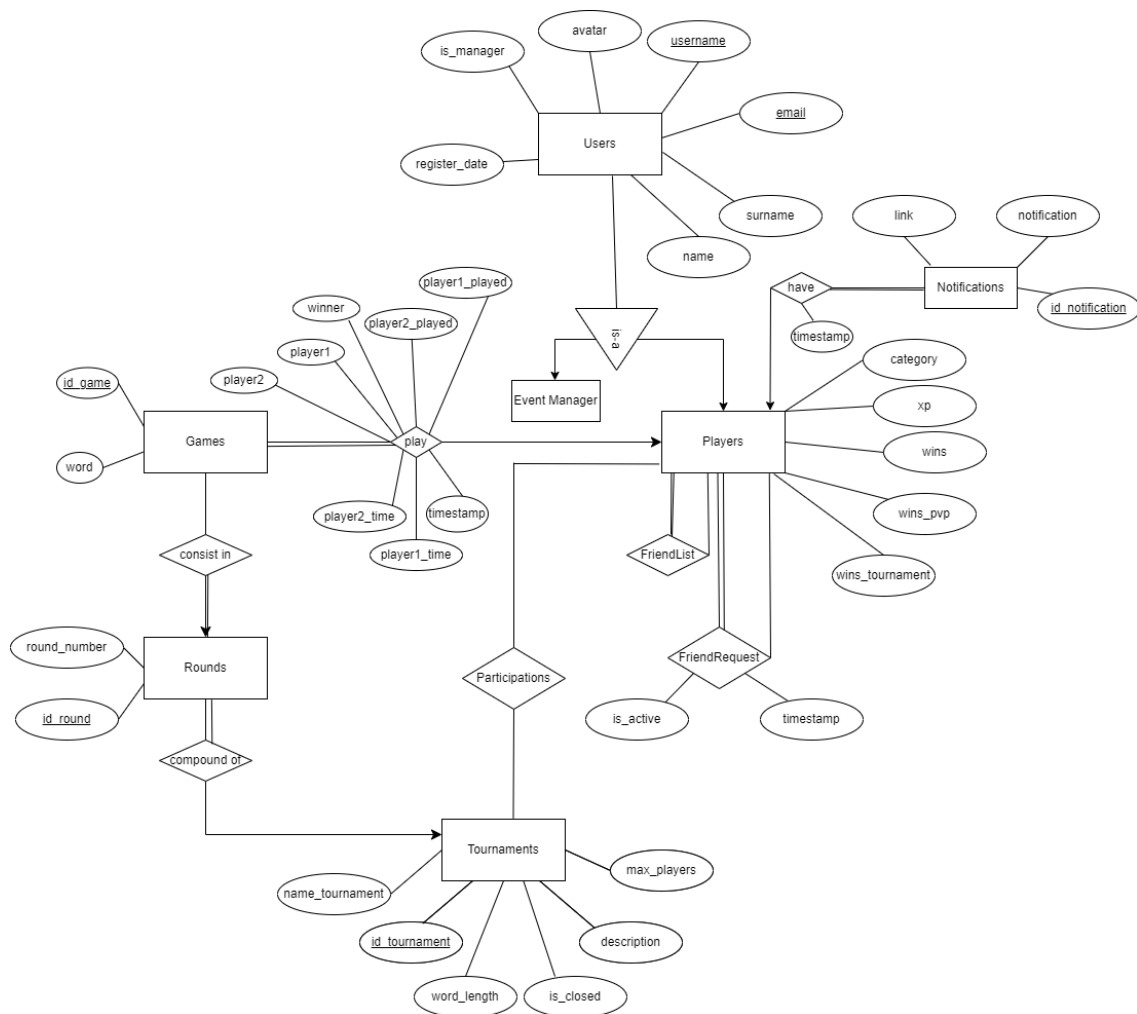 avatar
is_manager
username
email
Users
register_date
surname
name
link
notification
Notifications
id_notification
have
timestamp
is-a
player1_played
winner
player2_played
player1
player2
id_game
Event Manager
category
xp
Games
play
Players
wins
word
wins_pvp
player2_time
timestamp
player1_time
consist in
FriendList
wins_tournament
round_number
Rounds
FriendRequest
Participations
id_round
is_active
timestamp
compound of
Tournaments
max_players
name_tournament
id_tournament
description
word_length
is_closed